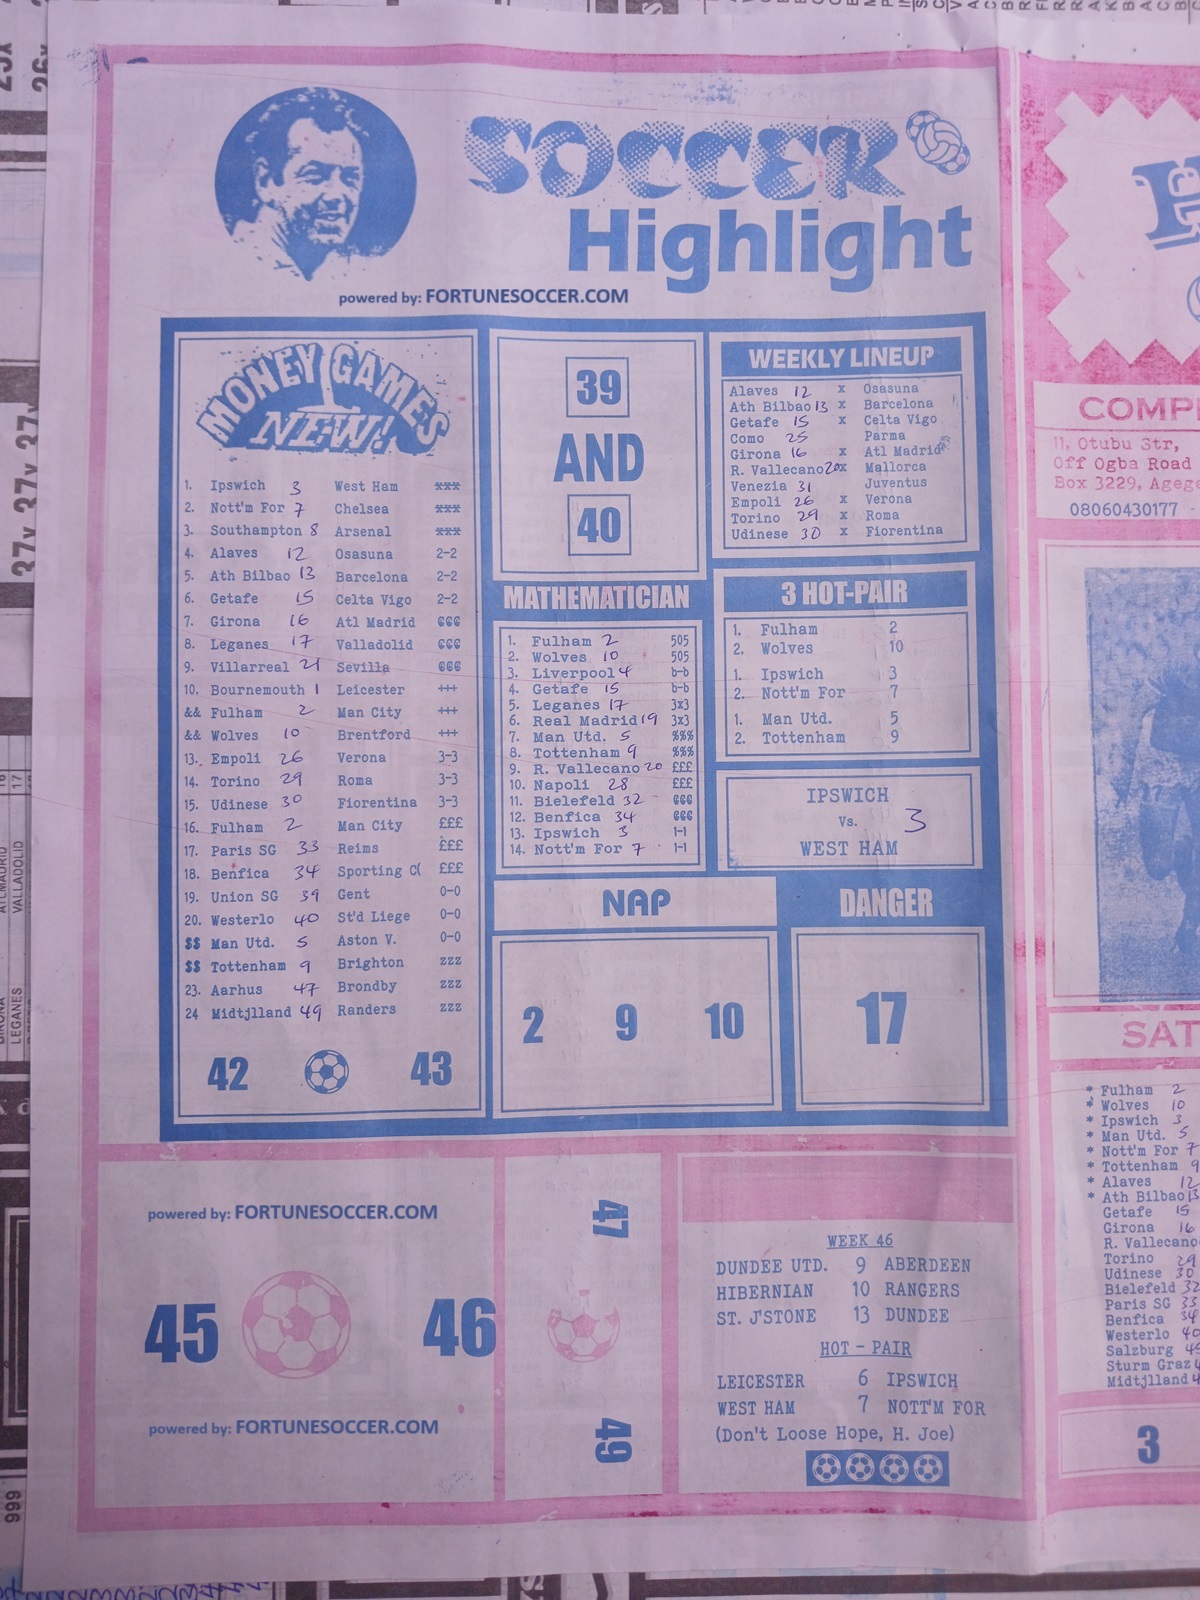 SOCCER
Highlight
powered by: FORTUNESOCCER.COM
MONEY GAMES
NEW!
1. Ipswich 3 West Ham ***
2. Nott'm For 7 Chelsea ***
3. Southampton 8 Arsenal ***
4. Alaves 12 Osasuna 2-2
5. Ath Bilbao 13 Barcelona 2-2
6. Getafe 15 Celta Vigo 2-2
7. Girona 16 Atl Madrid ¢¢¢
8. Leganes 17 Valladolid ¢¢¢
9. Villarreal 21 Sevilla ¢¢¢
10. Bournemouth 1 Leicester +++
&& Fulham 2 Man City +++
&& Wolves 10 Brentford +++
13. Empoli 26 Verona 3-3
14. Torino 29 Roma 3-3
15. Udinese 30 Fiorentina 3-3
16. Fulham 2 Man City £££
17. Paris SG 33 Reims £££
18. Benfica 34 Sporting C( £££
19. Union SG 39 Gent 0-0
20. Westerlo 40 St'd Liege 0-0
$$ Man Utd. 5 Aston V. 0-0
$$ Tottenham 9 Brighton zzz
23. Aarhus 47 Brondby zzz
24 Midtjlland 49 Randers zzz
42 43
39
AND
40
MATHEMATICIAN
1. Fulham 2 505
2. Wolves 10 505
3. Liverpool 4 b-b
4. Getafe 15 b-b
5. Leganes 17 3x3
6. Real Madrid 19 3x3
7. Man Utd. 5 %%%
8. Tottenham 9 %%%
9. R. Vallecano 20 £££
10. Napoli 28 £££
11. Bielefeld 32 ¢¢¢
12. Benfica 34 ¢¢¢
13. Ipswich 3 1-1
14. Nott'm For 7 1-1
WEEKLY LINEUP
Alaves 12 x Osasuna
Ath Bilbao 13 x Barcelona
Getafe 15 x Celta Vigo
Como 25 Parma
Girona 16 x Atl Madrid
R. Vallecano 20 x Mallorca
Venezia 31 Juventud
Empoli 26 x Verona
Torino 29 x Roma
Udinese 30 x Fiorentina
3 HOT-PAIR
1. Fulham 2
2. Wolves 10
1. Ipswich 3
2. Nott'm For 7
1. Man Utd. 5
2. Tottenham 9
IPSWICH
Vs. 3
WEST HAM
NAP
2 9 10
DANGER
17
powered by: FORTUNESOCCER.COM
45 46
powered by: FORTUNESOCCER.COM
47
49
WEEK 46
DUNDEE UTD. 9 ABERDEEN
HIBERNIAN 10 RANGERS
ST. J'STONE 13 DUNDEE
HOT - PAIR
LEICESTER 6 IPSWICH
WEST HAM 7 NOTT'M FOR
(Don't Loose Hope, H. Joe)
COMP
11, Otubu Str,
Off Ogba Road
Box 3229, Agege
08060430177 -
SAT
* Fulham 2
* Wolves 10
* Ipswich 3
* Man Utd. 5
* Nott'm For 7
* Tottenham 9
* Alaves 12
* Ath Bilbao 13
Getafe 15
Girona 16
R. Vallecano
Torino 29
Udinese 30
Bielefeld 32
Paris SG 33
Benfica 34
Westerlo 40
Salzburg
Sturm Graz
Midtjlland
3
37x 37x 37x
ATL.MADRID
VALLADOLID
LEGANES
16
17
999